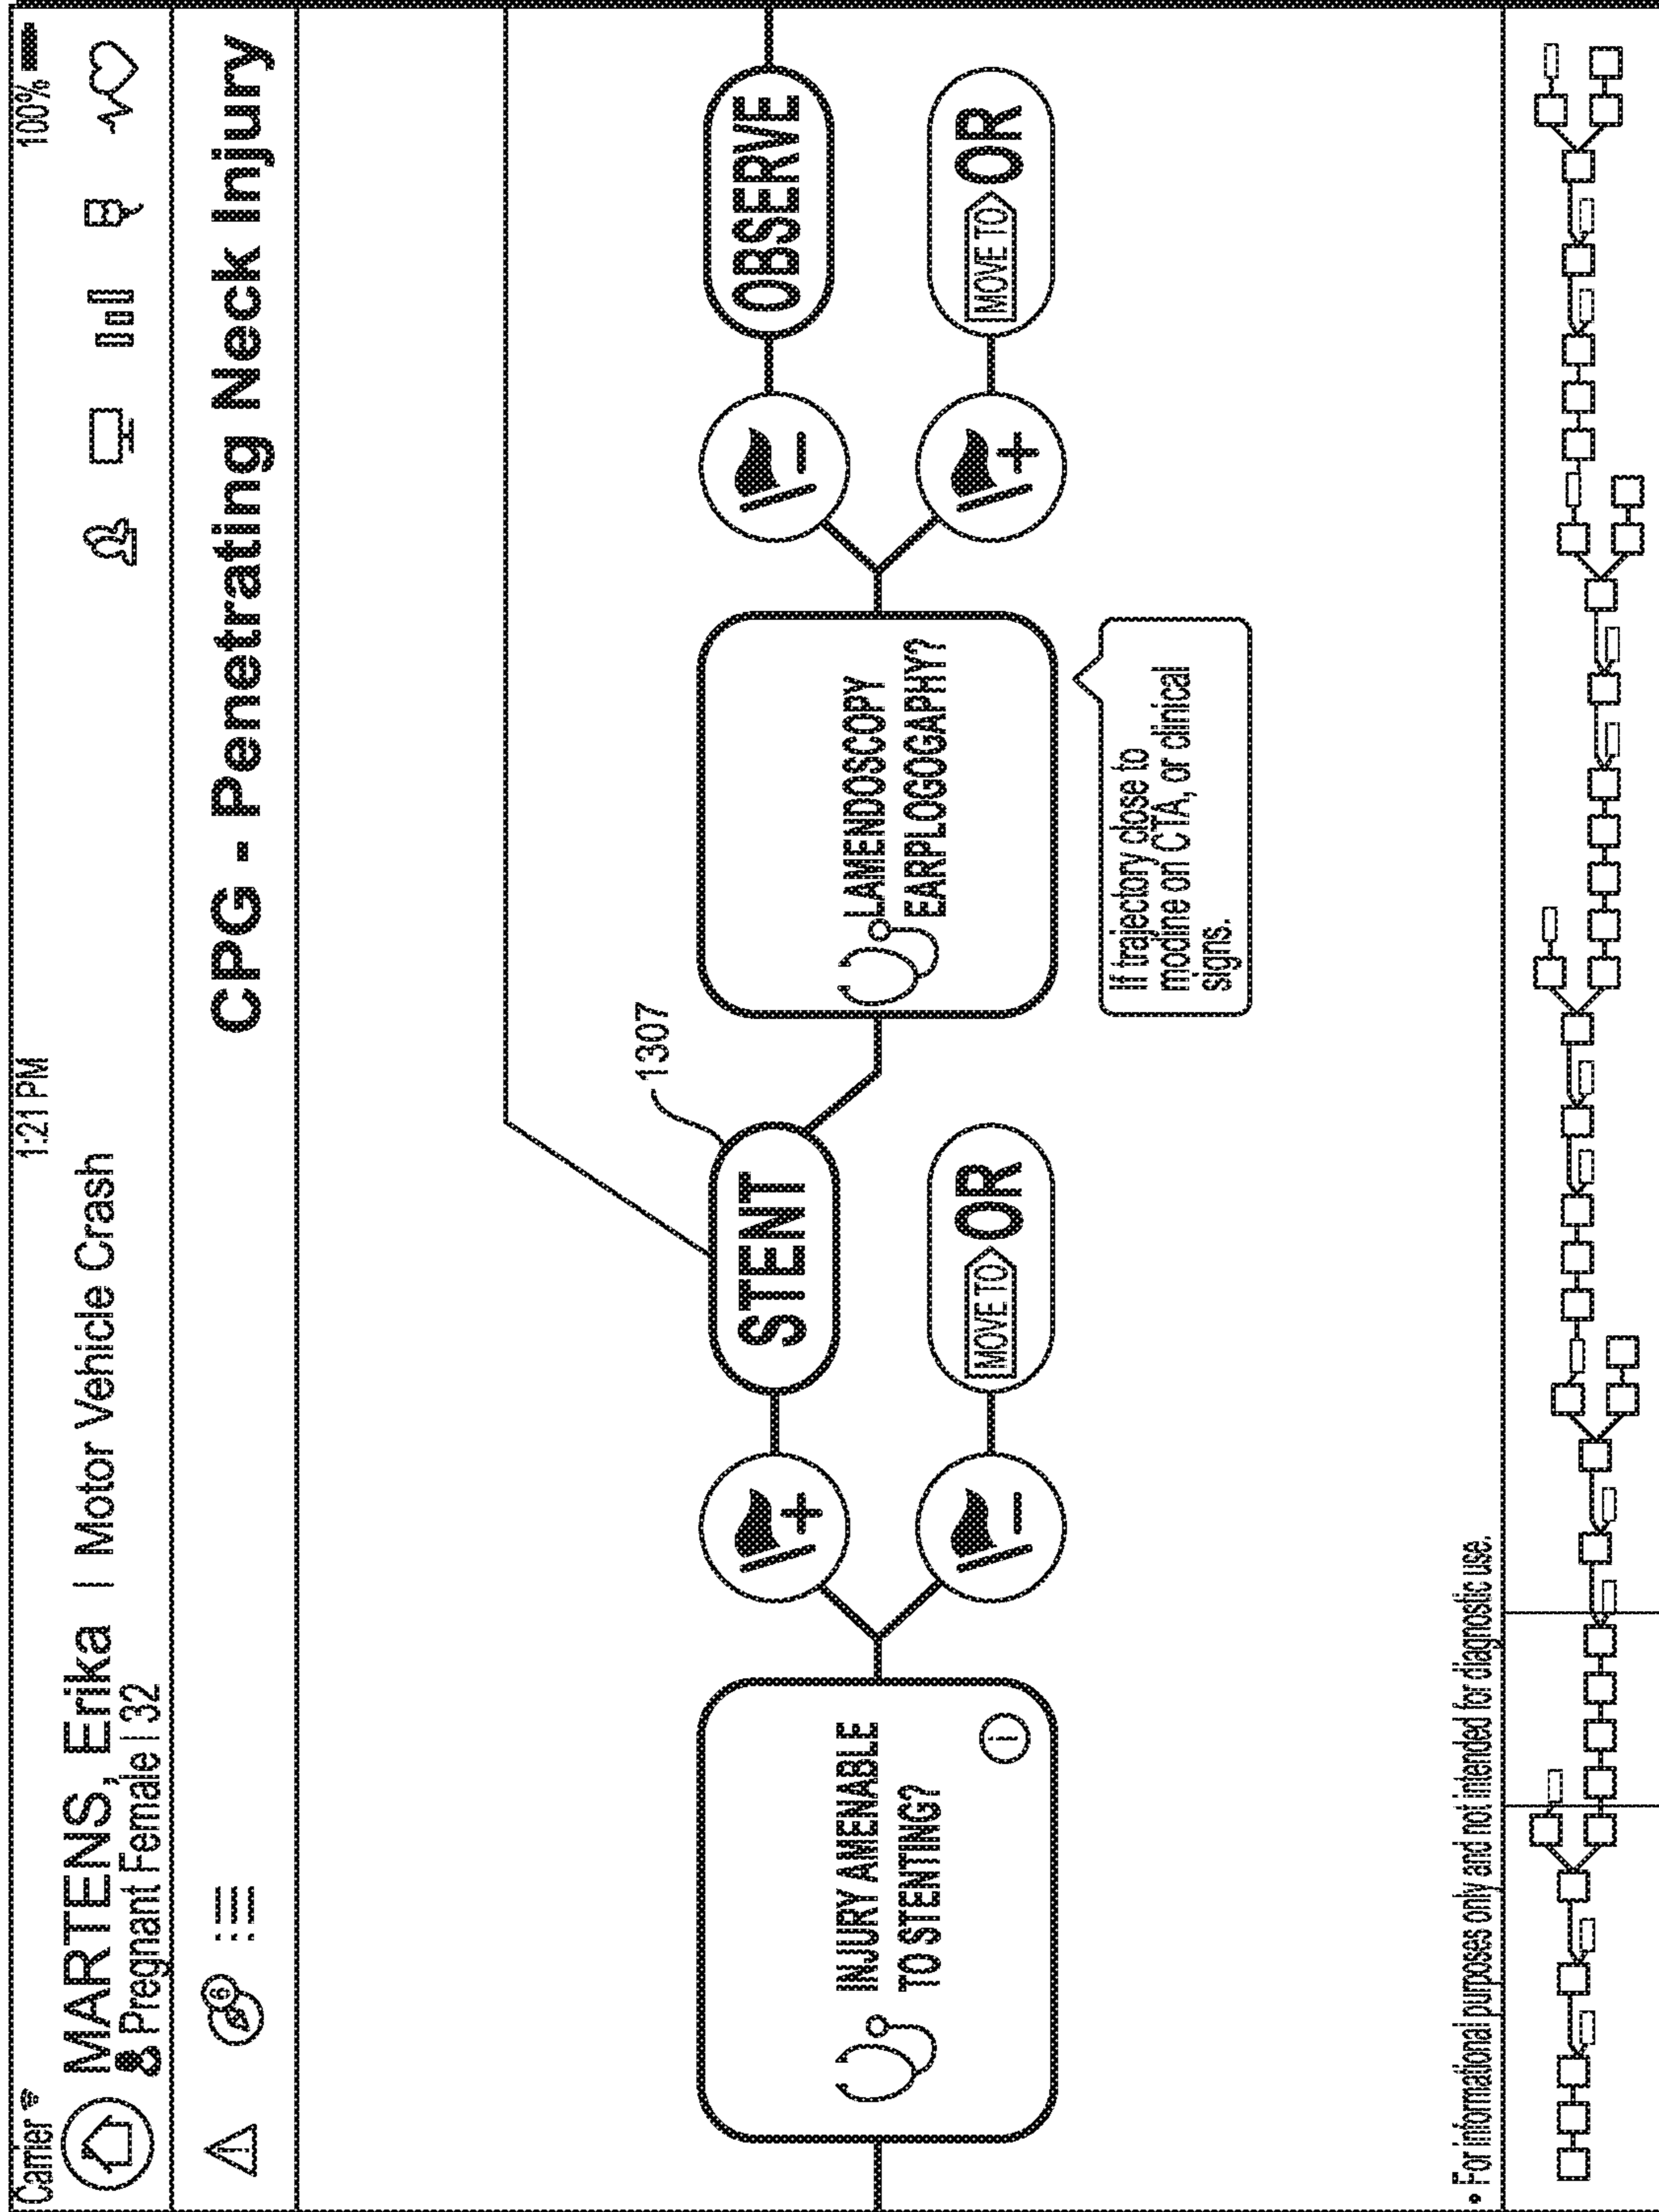 Carrier 1:21 PM 100%
MARTENS, Erika | Motor Vehicle Crash
Pregnant Female | 32
6
CPG - Penetrating Neck Injury
1307
INJURY AMENABLE
TO STENTING?
i
+
STENT
-
MOVE TO OR
LAMENDOSCOPY
EARPLOGOGAPHY?
If trajectory close to
modine on CTA, or clinical
signs.
-
OBSERVE
+
MOVE TO OR
• For informational purposes only and not intended for diagnostic use.